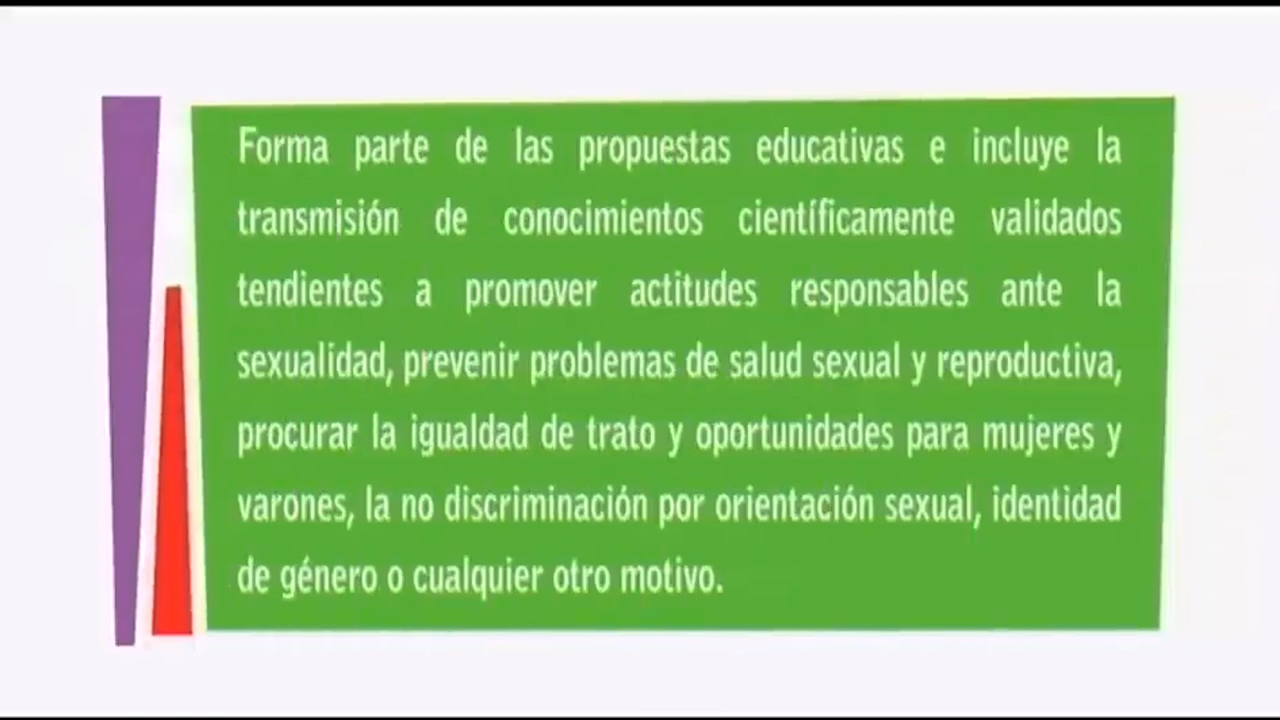 Forma parte de las propuestas educativas e incluye la
transmisión de conocimientos científicamente validados
tendientes a promover actitudes responsables ante la
sexualidad, prevenir problemas de salud sexual y reproductiva,
procurar la igualdad de trato y oportunidades para mujeres y
varones, la no discriminación por orientación sexual, identidad
de género o cualquier otro motivo.